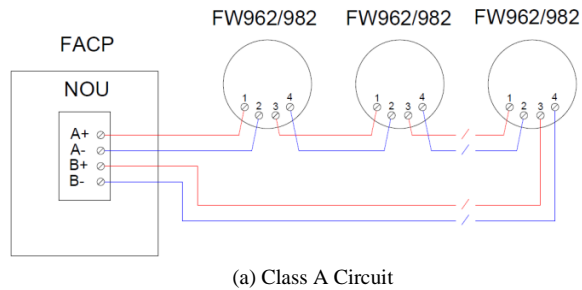 FW962/982 FW962/982 FW962/982
FACP
NOU
1 2 3 4 1 2 3 4 1 2 3 4
A+
A-
B+
B-
(a) Class A Circuit